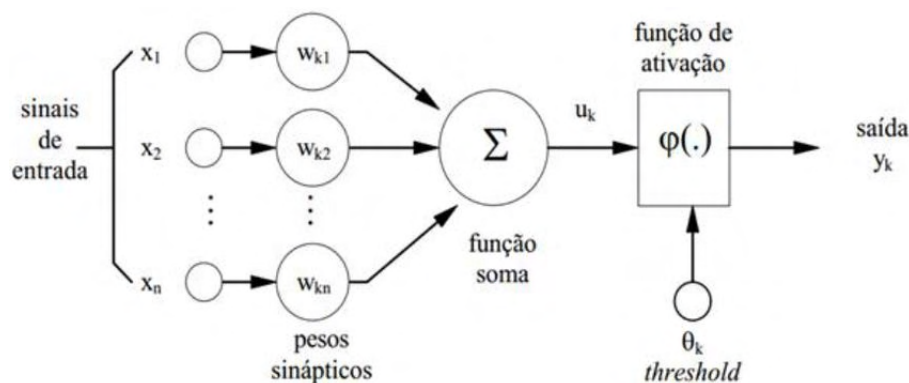 sinais
de
entrada
x₁
x₂
⋮
xₙ
wₖ₁
wₖ₂
⋮
wₖₙ
pesos
sinápticos
Σ
função
soma
uₖ
função de
ativação
φ(.)
θₖ
threshold
saída
yₖ